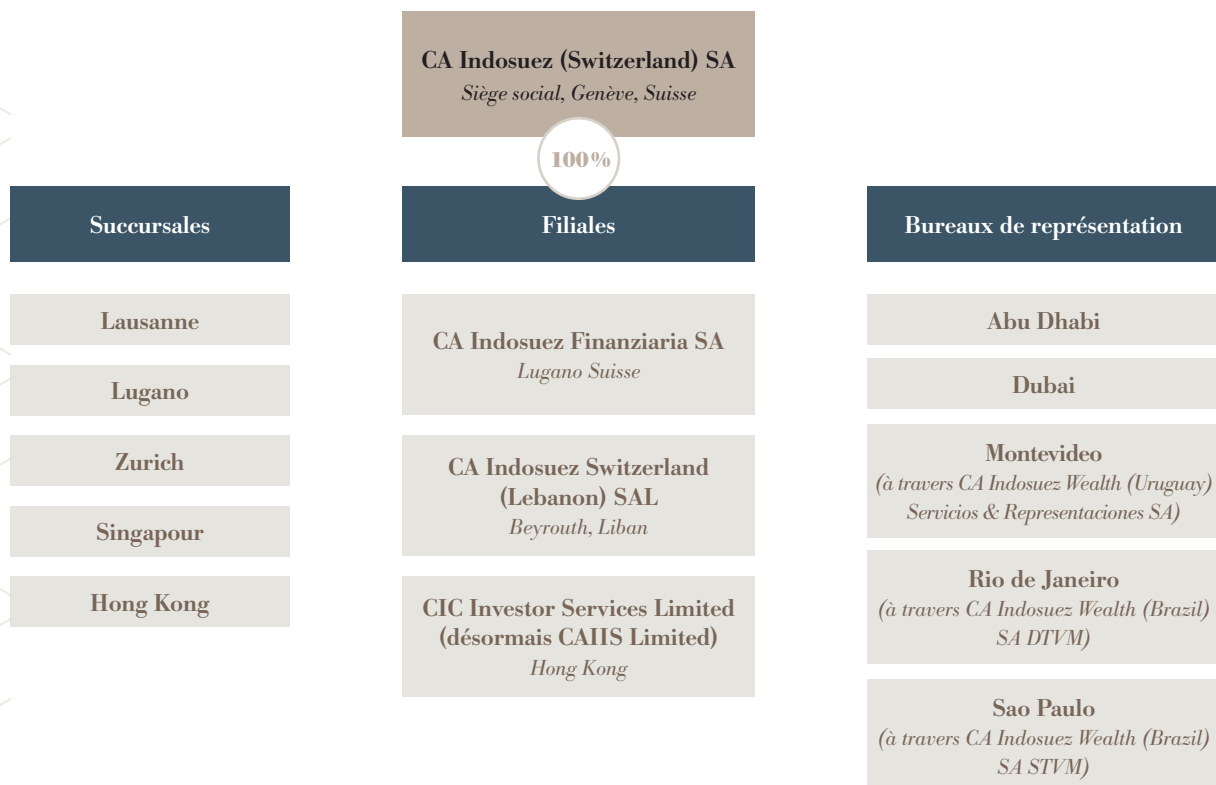 CA Indosuez (Switzerland) SA
Siège social, Genève, Suisse
100%
Succursales
Lausanne
Lugano
Zurich
Singapour
Hong Kong
Filiales
CA Indosuez Finanziaria SA
Lugano Suisse
CA Indosuez Switzerland
(Lebanon) SAL
Beyrouth, Liban
CIC Investor Services Limited
(désormais CAIIS Limited)
Hong Kong
Bureaux de représentation
Abu Dhabi
Dubai
Montevideo
(à travers CA Indosuez Wealth (Uruguay)
Servicios & Representaciones SA)
Rio de Janeiro
(à travers CA Indosuez Wealth (Brazil)
SA DTVM)
Sao Paulo
(à travers CA Indosuez Wealth (Brazil)
SA STVM)